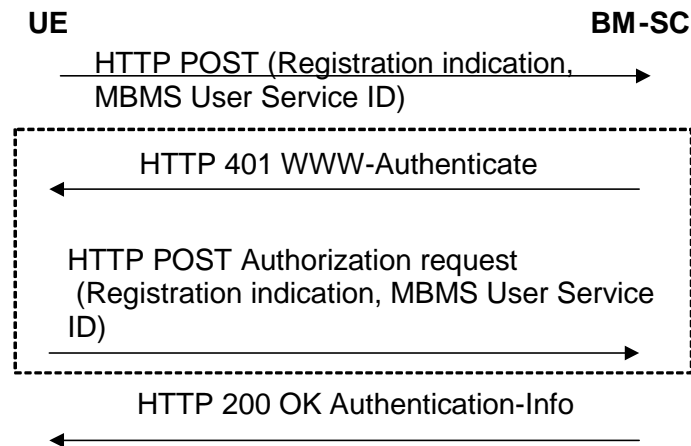 UE BM-SC
HTTP POST (Registration indication,
MBMS User Service ID)
HTTP 401 WWW-Authenticate
HTTP POST Authorization request
(Registration indication, MBMS User Service
ID)
HTTP 200 OK Authentication-Info